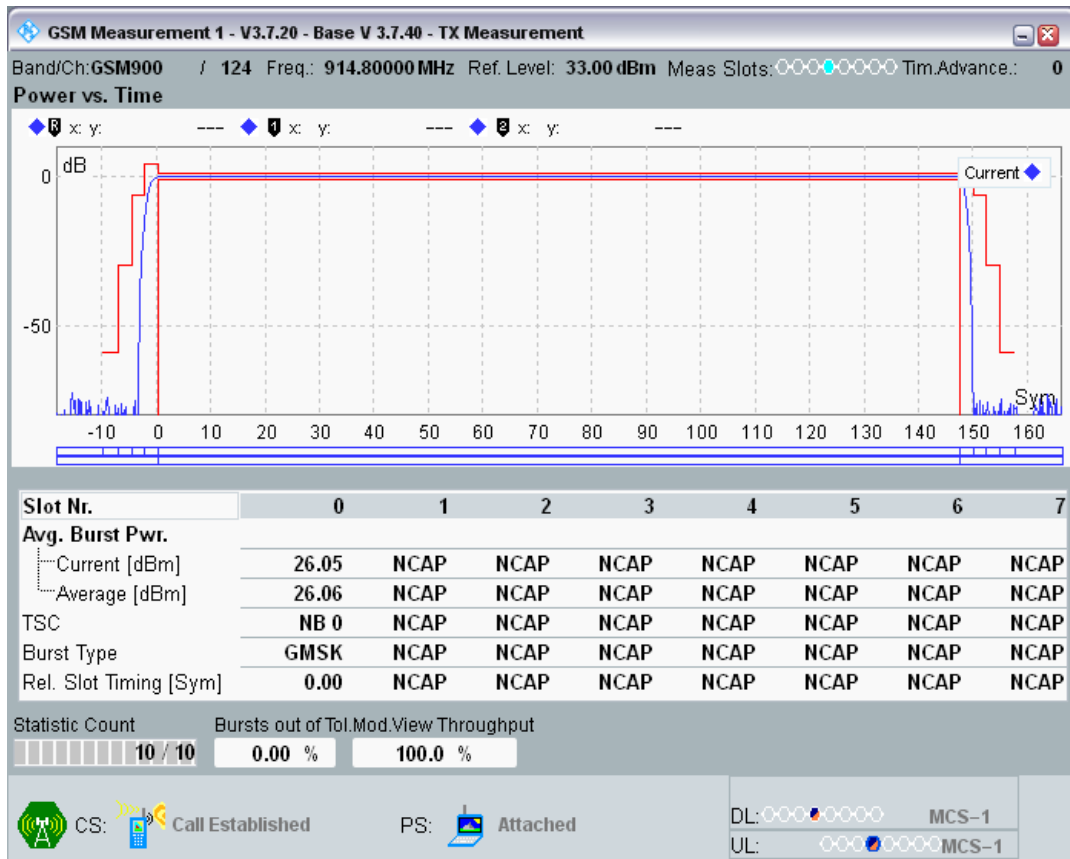 GSM Measurement 1 - V3.7.20 - Base V 3.7.40 - TX Measurement
Band/Ch:GSM900 / 124 Freq.: 914.80000 MHz Ref. Level: 33.00 dBm Meas Slots: Tim.Advance.: 0
Power vs. Time
R x: y: --- 1 x: y: --- 2 x: y: ---
dB
Current
0
-50
Sym
-10 0 10 20 30 40 50 60 70 80 90 100 110 120 130 140 150 160
Slot Nr. 0 1 2 3 4 5 6 7
Avg. Burst Pwr.
Current [dBm] 26.05 NCAP NCAP NCAP NCAP NCAP NCAP NCAP
Average [dBm] 26.06 NCAP NCAP NCAP NCAP NCAP NCAP NCAP
TSC NB 0 NCAP NCAP NCAP NCAP NCAP NCAP NCAP
Burst Type GMSK NCAP NCAP NCAP NCAP NCAP NCAP NCAP
Rel. Slot Timing [Sym] 0.00 NCAP NCAP NCAP NCAP NCAP NCAP NCAP
Statistic Count Bursts out of Tol. Mod.View Throughput
10 / 10 0.00 % 100.0 %
CS: Call Established PS: Attached DL: MCS-1
UL: MCS-1